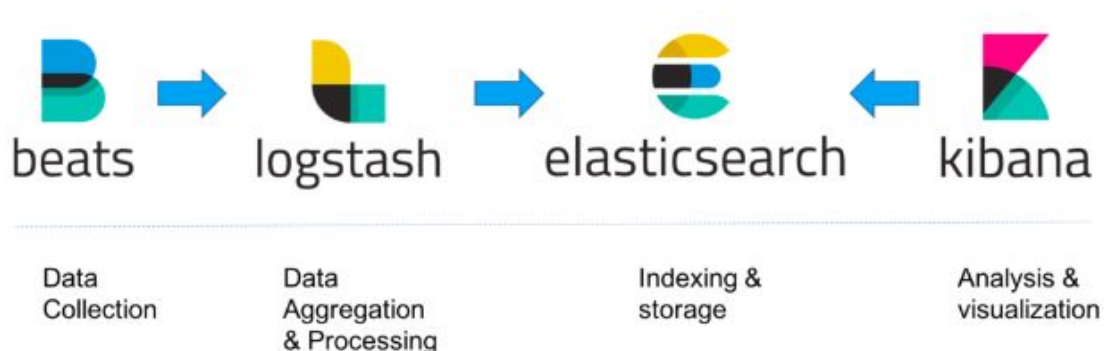 beats
logstash
elasticsearch
kibana
Data
Collection
Data
Aggregation
& Processing
Indexing &
storage
Analysis &
visualization